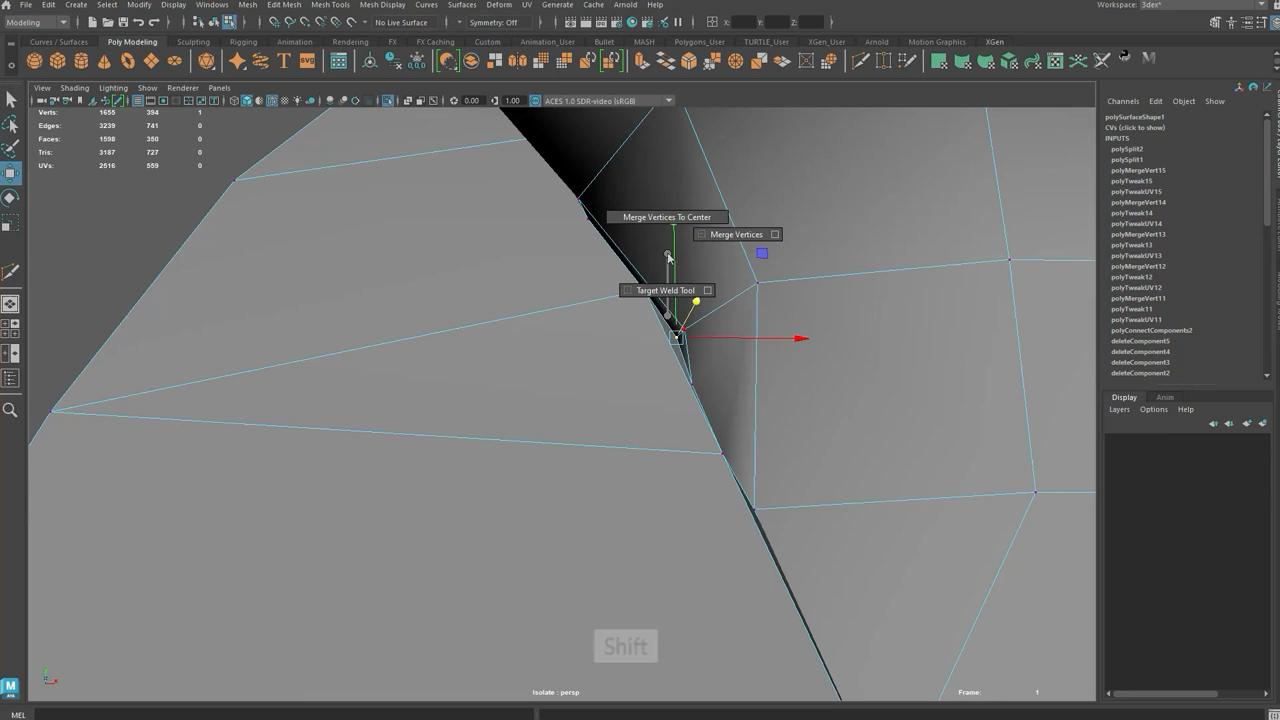 File Edit Create Select Modify Display Windows Mesh Edit Mesh Mesh Tools Mesh Display Curves Surfaces Deform UV Generate Cache Arnold Help
Workspace: 3dex*
Modeling
No Live Surface
Symmetry: Off
X:
Y:
Z:
Curves / Surfaces Poly Modeling Sculpting Rigging Animation Rendering FX FX Caching Custom Animation_User Bullet MASH Polygons_User TURTLE_User XGen_User Arnold Motion Graphics XGen
SVG
View Shading Lighting Show Renderer Panels
0.00 1.00 ACES 1.0 SDR-video (sRGB)
Verts: 1655 394 1
Edges: 3239 741 0
Faces: 1598 350 0
Tris: 3187 727 0
UVs: 2516 559 0
Merge Vertices To Center
Merge Vertices
Target Weld Tool
Shift
Isolate : persp
Frame: 1
Channels Edit Object Show
polySurfaceShape1
CVs (click to show)
INPUTS
polySplit2
polySplit1
polyMergeVert15
polyTweak15
polyTweakUV15
polyMergeVert14
polyTweak14
polyTweakUV14
polyMergeVert13
polyTweak13
polyTweakUV13
polyMergeVert12
polyTweak12
polyTweakUV12
polyMergeVert11
polyTweak11
polyTweakUV11
polyConnectComponents2
deleteComponent5
deleteComponent4
deleteComponent3
deleteComponent2
Display Anim
Layers Options Help
M
MEL